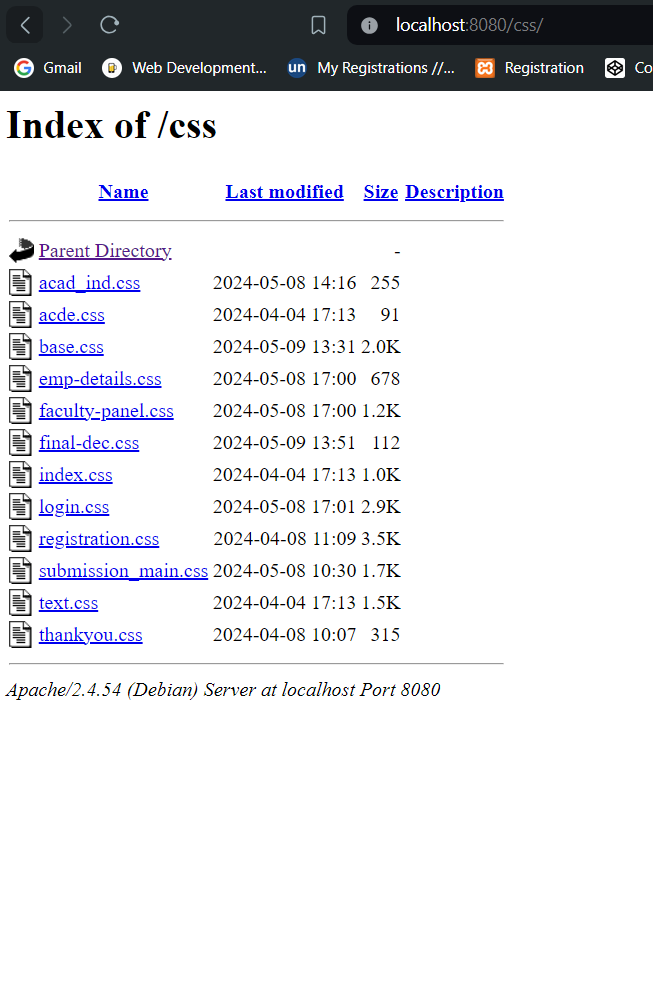 localhost:8080/css/
Gmail Web Development... un My Registrations //... Registration Co
Index of /css
Name Last modified Size Description
Parent Directory -
acad_ind.css 2024-05-08 14:16 255
acde.css 2024-04-04 17:13 91
base.css 2024-05-09 13:31 2.0K
emp-details.css 2024-05-08 17:00 678
faculty-panel.css 2024-05-08 17:00 1.2K
final-dec.css 2024-05-09 13:51 112
index.css 2024-04-04 17:13 1.0K
login.css 2024-05-08 17:01 2.9K
registration.css 2024-04-08 11:09 3.5K
submission_main.css 2024-05-08 10:30 1.7K
text.css 2024-04-04 17:13 1.5K
thankyou.css 2024-04-08 10:07 315
Apache/2.4.54 (Debian) Server at localhost Port 8080